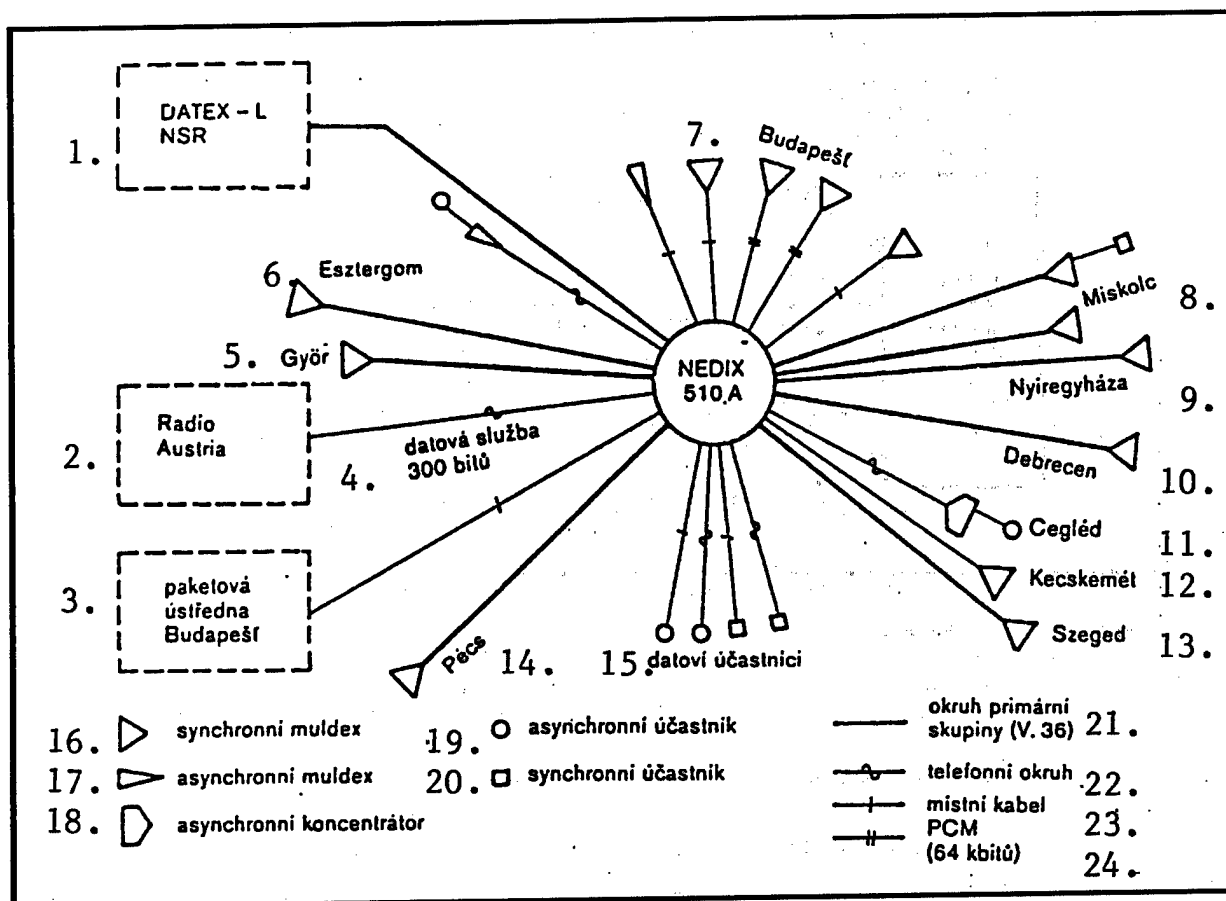 1.
DATEX – L
NSR
7.
Budapešť
6.
Esztergom
5.
Györ
2.
Radio
Austria
4.
datová služba
300 bitů
3.
paketová
ústředna
Budapešť
NEDIX
510 A
Miskolc
8.
Nyiregyháza
9.
Debrecen
10.
Cegléd
11.
Kecskemét
12.
Szeged
13.
Pécs
14.
15.
datoví účastníci
16.
synchronní muldex
17.
asynchronní muldex
18.
asynchronní koncentrátor
19.
asynchronní účastník
20.
synchronní účastník
okruh primární
skupiny (V. 36)
21.
telefonní okruh
22.
místní kabel
23.
PCM
(64 kbitů)
24.